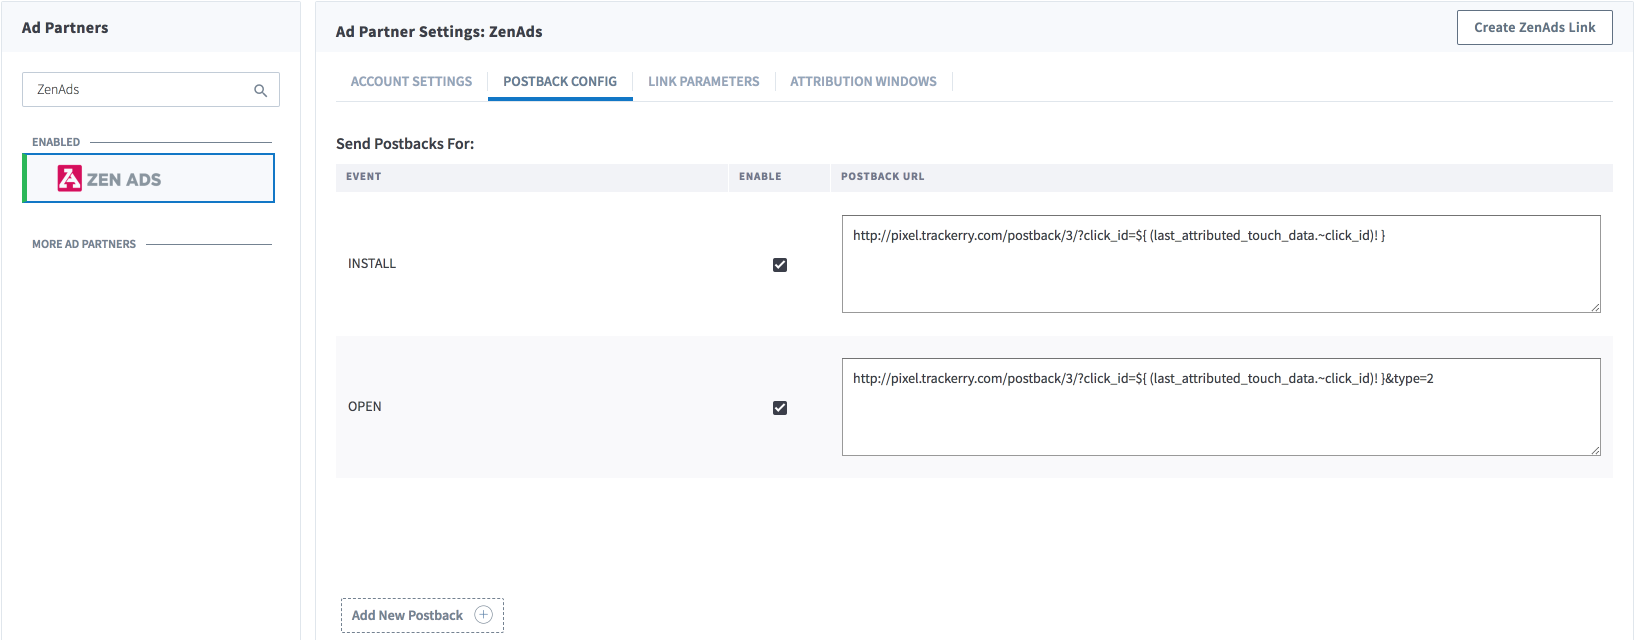 Ad Partners
ZenAds
ENABLED
ZEN ADS
MORE AD PARTNERS
Ad Partner Settings: ZenAds
Create ZenAds Link
ACCOUNT SETTINGS
POSTBACK CONFIG
LINK PARAMETERS
ATTRIBUTION WINDOWS
Send Postbacks For:
EVENT
ENABLE
POSTBACK URL
INSTALL
http://pixel.trackerry.com/postback/3/?click_id=${ (last_attributed_touch_data.~click_id)! }
OPEN
http://pixel.trackerry.com/postback/3/?click_id=${ (last_attributed_touch_data.~click_id)! }&type=2
Add New Postback